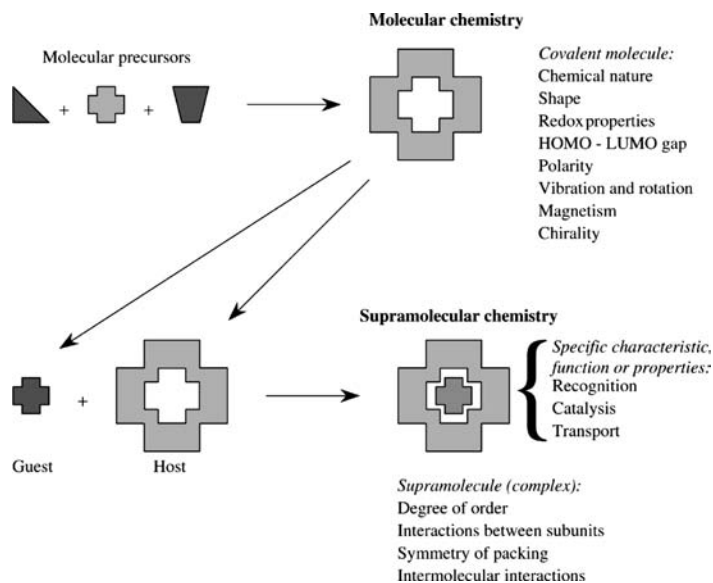 Molecular chemistry
Molecular precursors
+
+
Covalent molecule:
Chemical nature
Shape
Redox properties
HOMO - LUMO gap
Polarity
Vibration and rotation
Magnetism
Chirality
Supramolecular chemistry
+
Guest
Host
Specific characteristic,
function or properties:
Recognition
Catalysis
Transport
Supramolecule (complex):
Degree of order
Interactions between subunits
Symmetry of packing
Intermolecular interactions